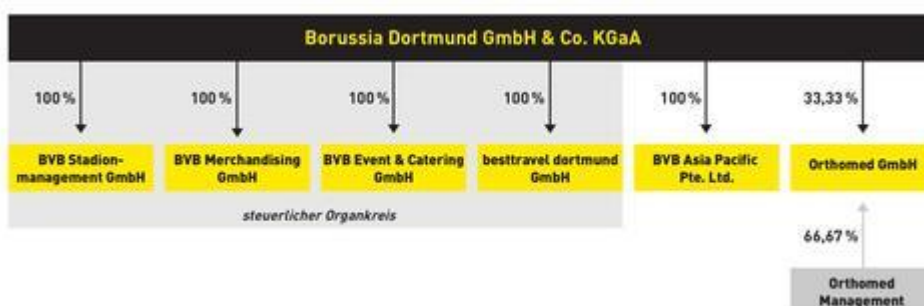 Borussia Dortmund GmbH & Co. KGaA
100 %
100 %
100 %
100 %
100 %
33,33 %
BVB Stadion-
management GmbH
BVB Merchandising
GmbH
BVB Event & Catering
GmbH
besttravel dortmund
GmbH
BVB Asia Pacific
Pte. Ltd.
Orthomed GmbH
steuerlicher Organkreis
66,67 %
Orthomed
Management